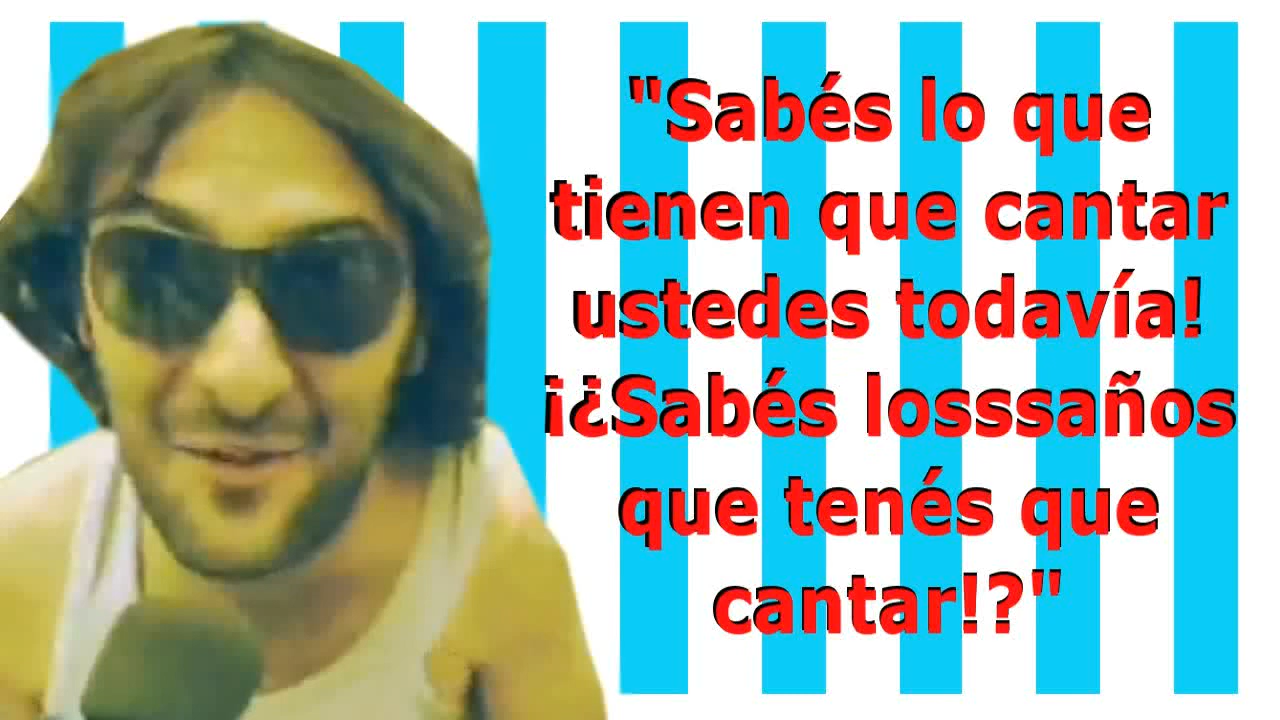 "Sabés lo que
tienen que cantar
ustedes todavía!
¡¿Sabés losssaños
que tenés que
cantar!?"